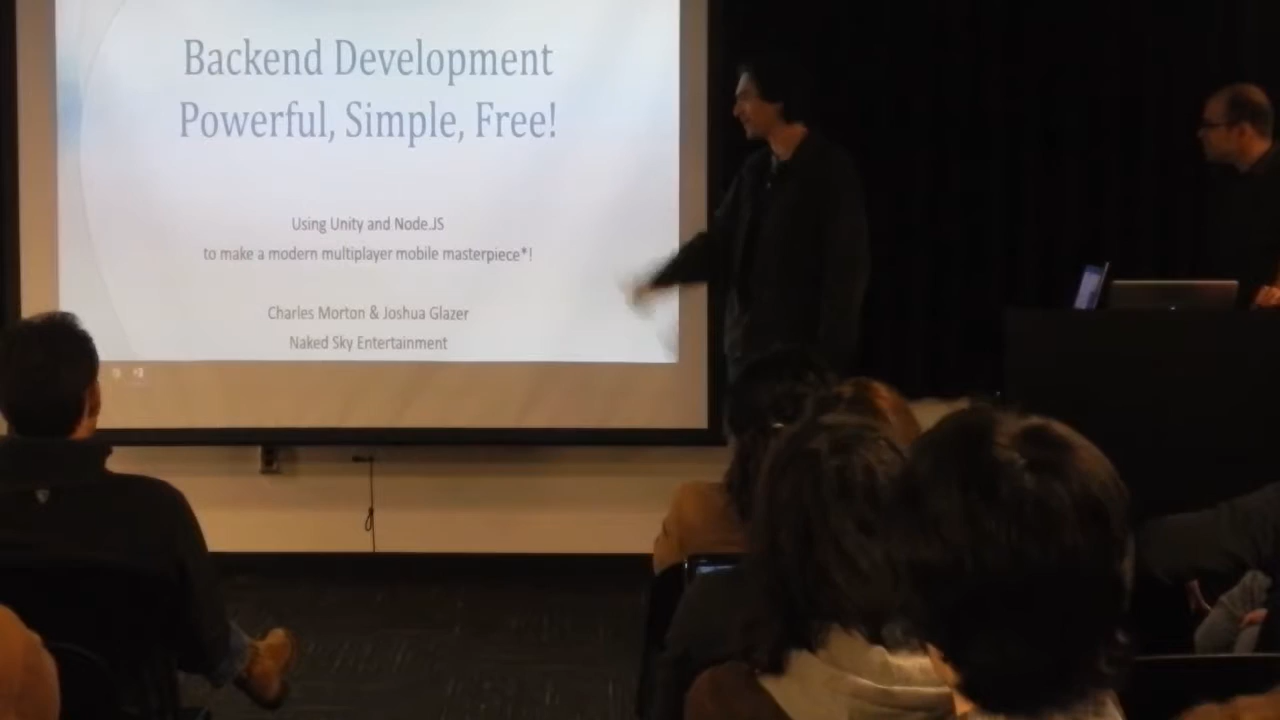 Backend Development
Powerful, Simple, Free!
Using Unity and Node.JS
to make a modern multiplayer mobile masterpiece*!
Charles Morton & Joshua Glazer
Naked Sky Entertainment